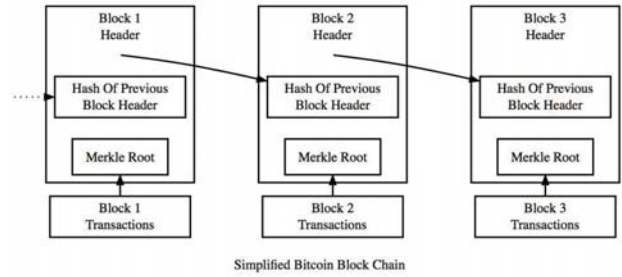 Block 1
Header
Hash Of Previous
Block Header
Merkle Root
Block 1
Transactions
Block 2
Header
Hash Of Previous
Block Header
Merkle Root
Block 2
Transactions
Block 3
Header
Hash Of Previous
Block Header
Merkle Root
Block 3
Transactions
Simplified Bitcoin Block Chain